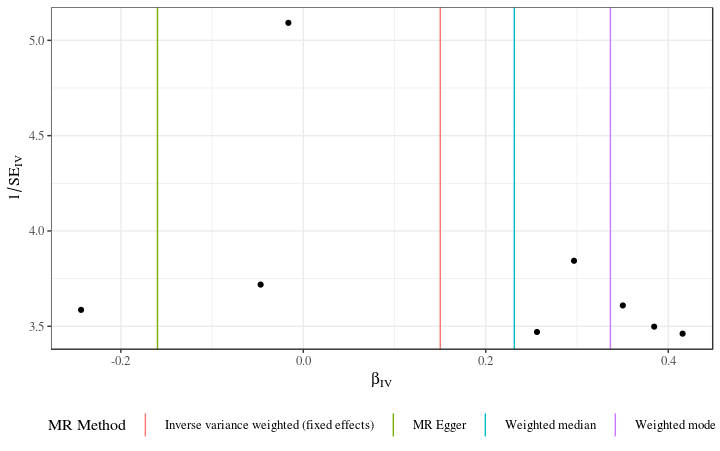 5.0
4.5
4.0
3.5
1/SE_IV
-0.2 0.0 0.2 0.4
β_IV
MR Method Inverse variance weighted (fixed effects) MR Egger Weighted median Weighted mode